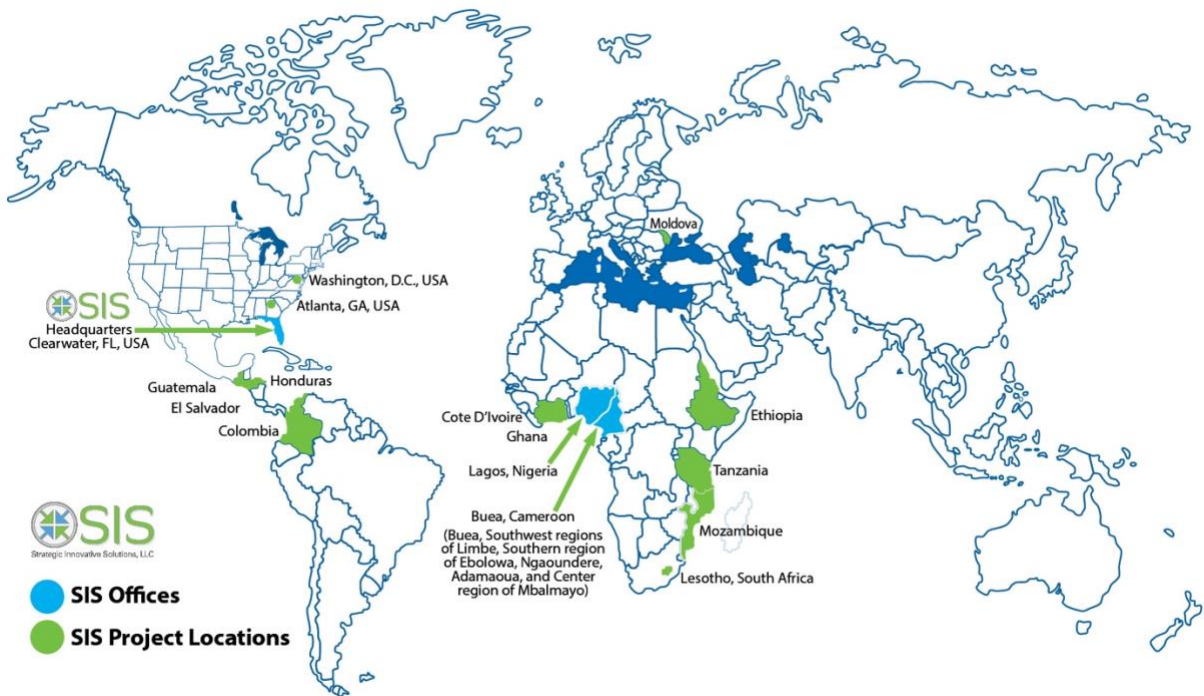 Moldova
Washington, D.C., USA
Atlanta, GA, USA
SIS
Headquarters
Clearwater, FL, USA
Guatemala
Honduras
El Salvador
Colombia
Cote D'Ivoire
Ghana
Ethiopia
Lagos, Nigeria
Tanzania
Buea, Cameroon
(Buea, Southwest regions
of Limbe, Southern region
of Ebolowa, Ngaoundere,
Adamaoua, and Center
region of Mbalmayo)
Mozambique
Lesotho, South Africa
SIS
Strategic Innovative Solutions, LLC
SIS Offices
SIS Project Locations